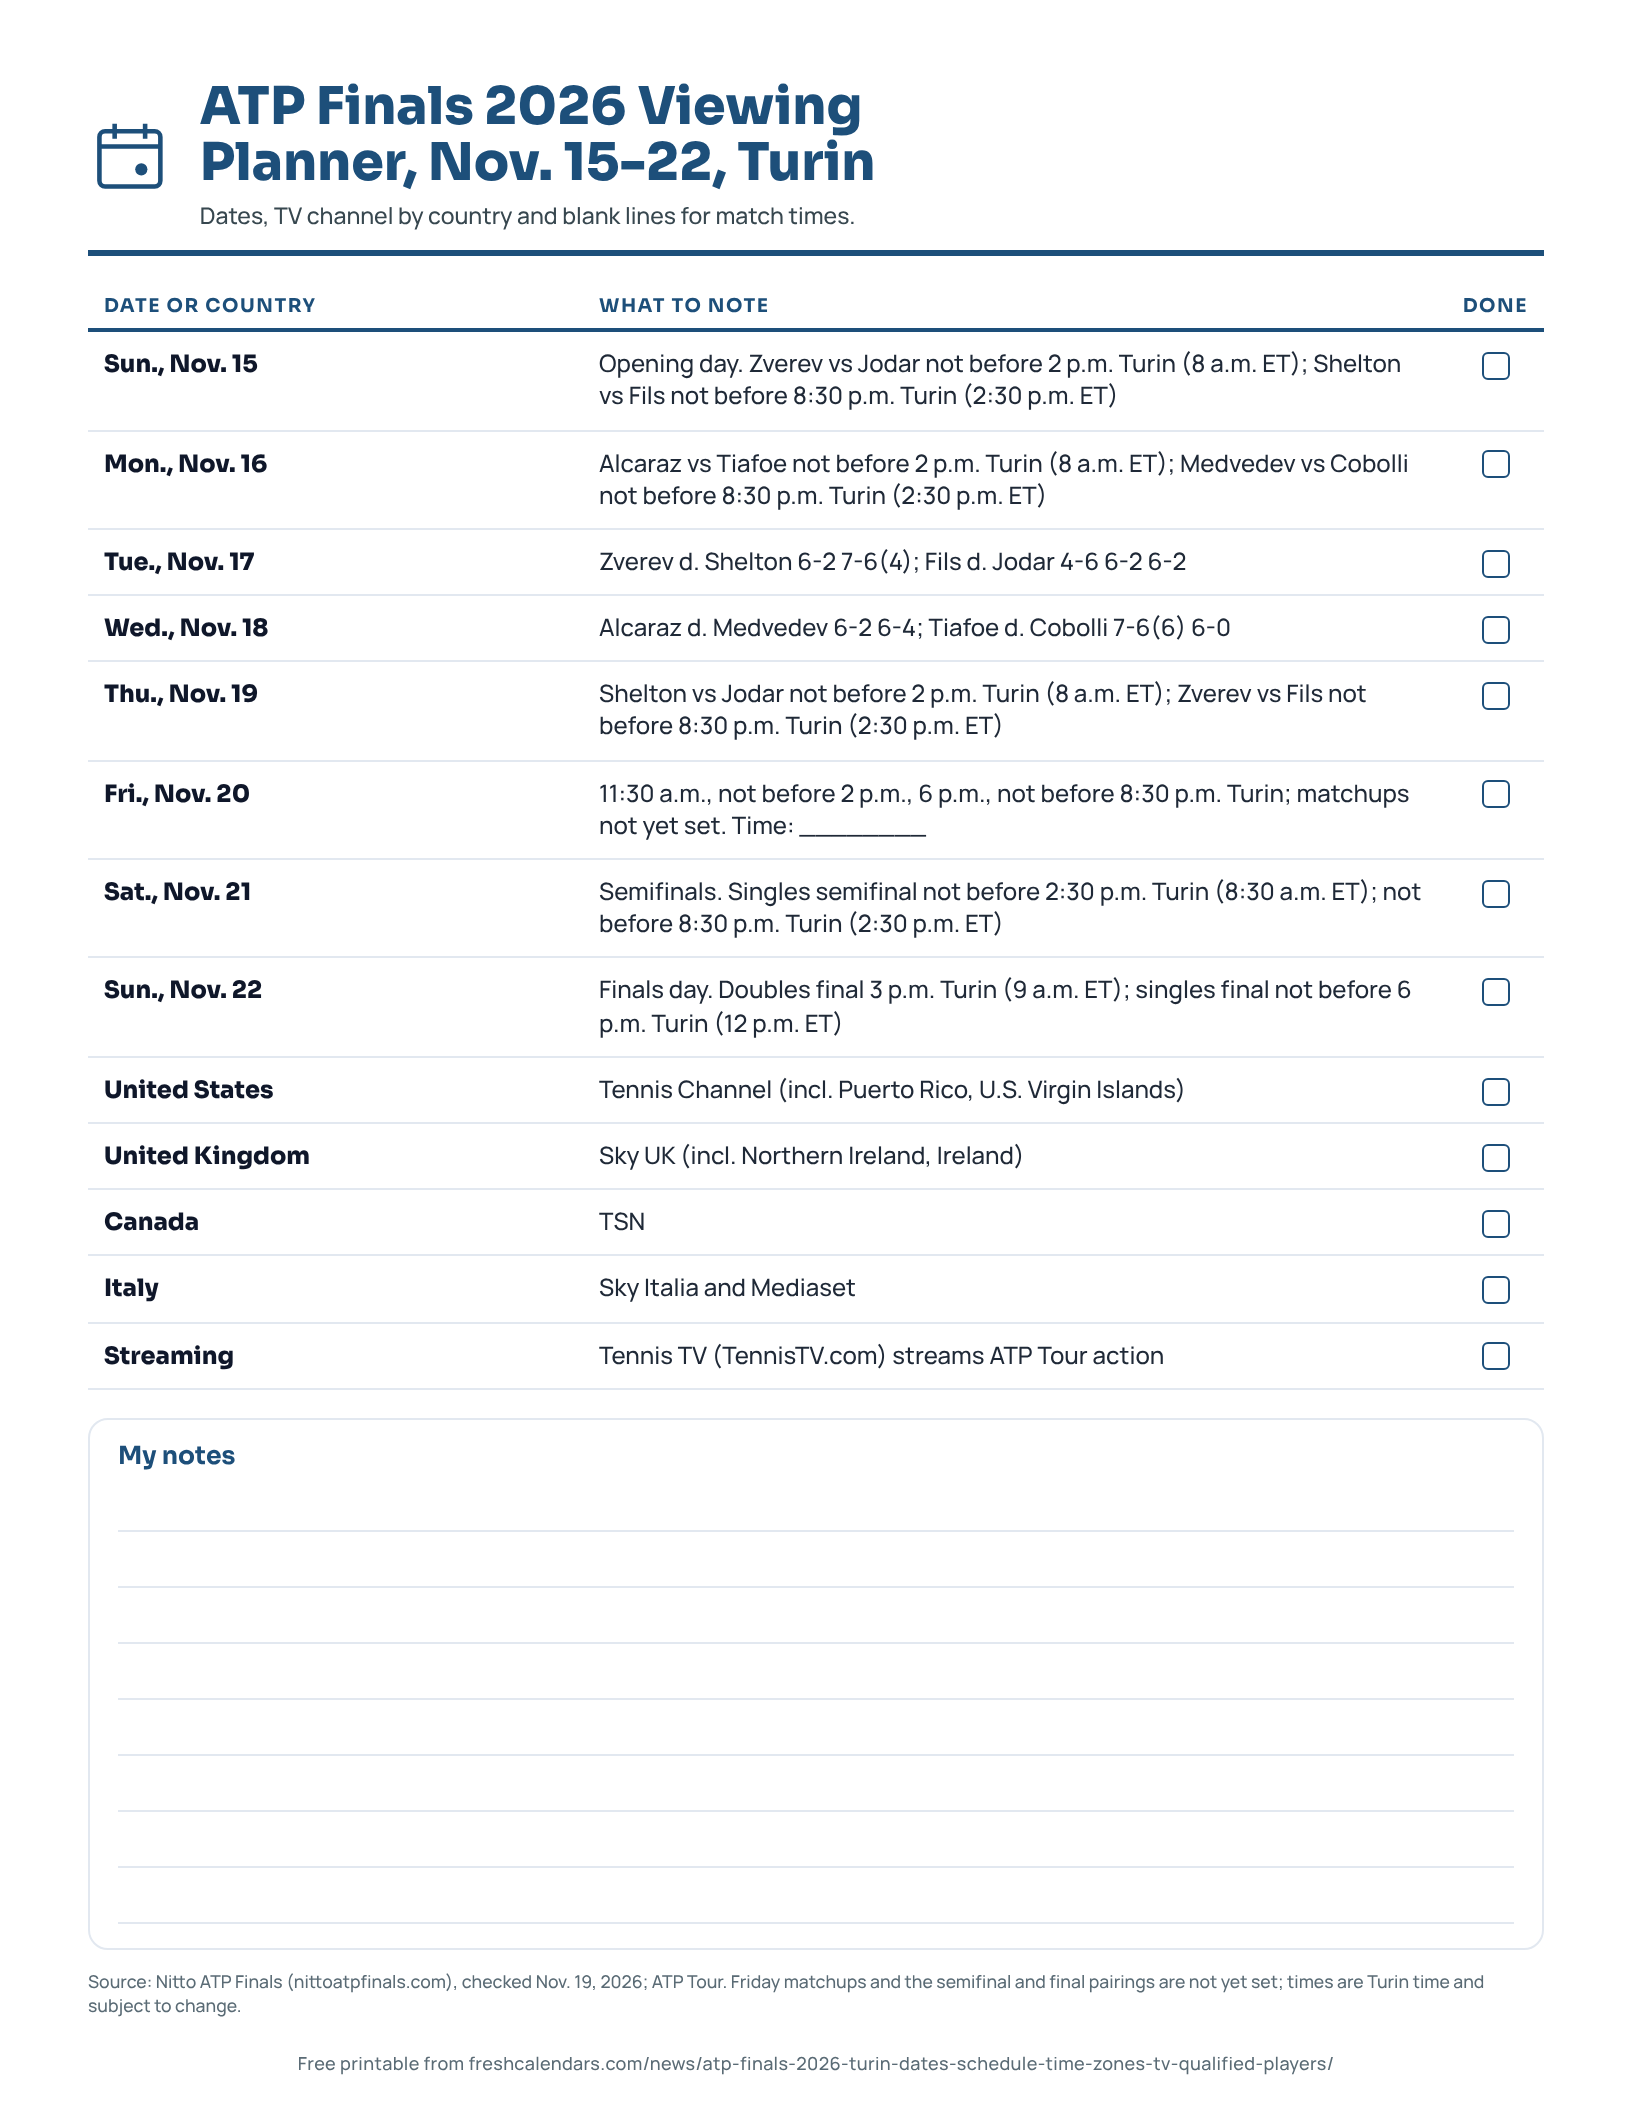 ATP Finals 2026 Viewing
Planner, Nov. 15–22, Turin
Dates, TV channel by country and blank lines for match times.
DATE OR COUNTRY WHAT TO NOTE DONE
Sun., Nov. 15 Opening day. Zverev vs Jodar not before 2 p.m. Turin (8 a.m. ET); Shelton
vs Fils not before 8:30 p.m. Turin (2:30 p.m. ET)
Mon., Nov. 16 Alcaraz vs Tiafoe not before 2 p.m. Turin (8 a.m. ET); Medvedev vs Cobolli
not before 8:30 p.m. Turin (2:30 p.m. ET)
Tue., Nov. 17 Zverev d. Shelton 6-2 7-6(4); Fils d. Jodar 4-6 6-2 6-2
Wed., Nov. 18 Alcaraz d. Medvedev 6-2 6-4; Tiafoe d. Cobolli 7-6(6) 6-0
Thu., Nov. 19 Shelton vs Jodar not before 2 p.m. Turin (8 a.m. ET); Zverev vs Fils not
before 8:30 p.m. Turin (2:30 p.m. ET)
Fri., Nov. 20 11:30 a.m., not before 2 p.m., 6 p.m., not before 8:30 p.m. Turin; matchups
not yet set. Time: __________
Sat., Nov. 21 Semifinals. Singles semifinal not before 2:30 p.m. Turin (8:30 a.m. ET); not
before 8:30 p.m. Turin (2:30 p.m. ET)
Sun., Nov. 22 Finals day. Doubles final 3 p.m. Turin (9 a.m. ET); singles final not before 6
p.m. Turin (12 p.m. ET)
United States Tennis Channel (incl. Puerto Rico, U.S. Virgin Islands)
United Kingdom Sky UK (incl. Northern Ireland, Ireland)
Canada TSN
Italy Sky Italia and Mediaset
Streaming Tennis TV (TennisTV.com) streams ATP Tour action
My notes
Source: Nitto ATP Finals (nittoatpfinals.com), checked Nov. 19, 2026; ATP Tour. Friday matchups and the semifinal and final pairings are not yet set; times are Turin time and
subject to change.
Free printable from freshcalendars.com/news/atp-finals-2026-turin-dates-schedule-time-zones-tv-qualified-players/